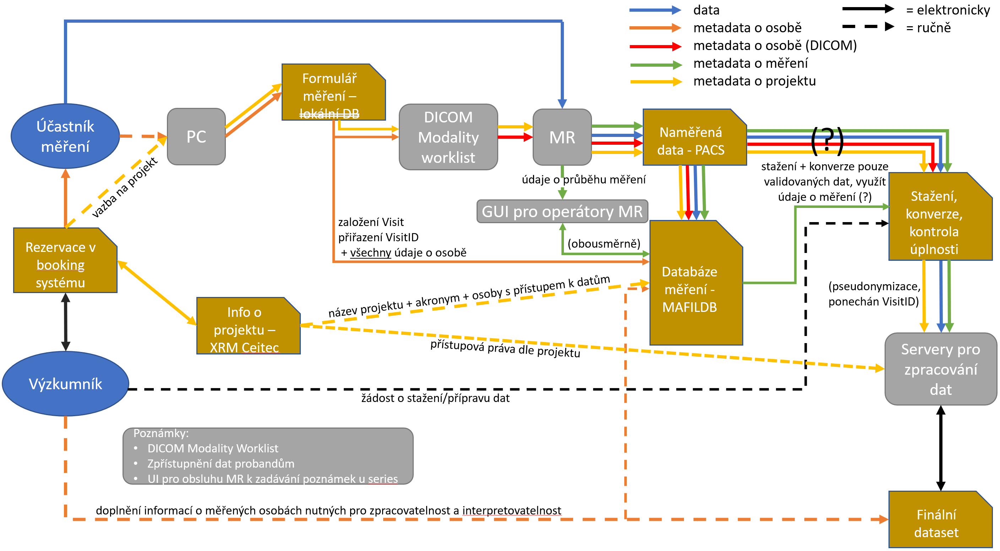 data
metadata o osobě
metadata o osobě (DICOM)
metadata o měření
metadata o projektu
= elektronicky
= ručně
Účastník
měření
PC
Formulář
měření –
lokální DB
DICOM
Modality
worklist
MR
Naměřená
data - PACS
(?)
stažení + konverze pouze
validovaných dat, využít
údaje o měření (?)
Stažení,
konverze,
kontrola
úplnosti
vazba na projekt
údaje o průběhu měření
GUI pro operátory MR
(obousměrně)
založení Visit
přiřazení VisitID
+ všechny údaje o osobě
Rezervace v
booking
systému
Info o
projektu –
XRM Ceitec
název projektu + akronym + osoby s přístupem k datům
přístupová práva dle projektu
Databáze
měření -
MAFILDB
(pseudonymizace,
ponechán VisitID)
Servery pro
zpracování
dat
Výzkumník
žádost o stažení/přípravu dat
Poznámky:
• DICOM Modality Worklist
• Zpřístupnění dat probandům
• UI pro obsluhu MR k zadávání poznámek u series
doplnění informací o měřených osobách nutných pro zpracovatelnost a interpretovatelnost
Finální
dataset